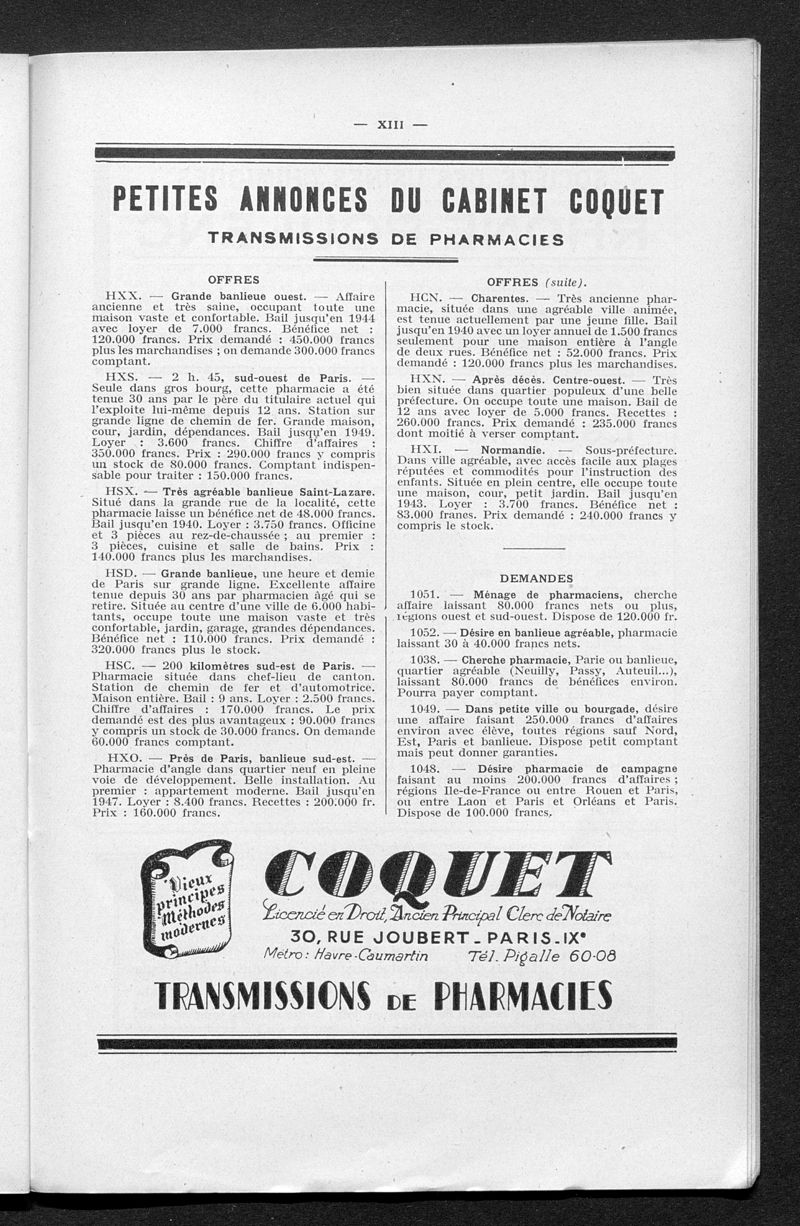 — XIII —
PETITES ANNONCES DU CABINET COQUET
TRANSMISSIONS DE PHARMACIES
OFFRES
HXX. — Grande banlieue ouest. — Affaire
ancienne et très saine, occupant toute une
maison vaste et confortable. Bail jusqu'en 1944
avec loyer de 7.000 francs. Bénéfice net :
120.000 francs. Prix demandé : 450.000 francs
plus les marchandises ; on demande 300.000 francs
comptant.
HXS. — 2 h. 45, sud-ouest de Paris. —
Seule dans gros bourg, cette pharmacie a été
tenue 30 ans par le père du titulaire actuel qui
l'exploite lui-même depuis 12 ans. Station sur
grande ligne de chemin de fer. Grande maison,
cour, jardin, dépendances. Bail jusqu'en 1949.
Loyer : 3.600 francs. Chiffre d'affaires :
350.000 francs. Prix : 290.000 francs y compris
un stock de 80.000 francs. Comptant indispen-
sable pour traiter : 150.000 francs.
HSX. — Très agréable banlieue Saint-Lazare.
Situé dans la grande rue de la localité, cette
pharmacie laisse un bénéfice net de 48.000 francs.
Bail jusqu'en 1940. Loyer : 3.750 francs. Officine
et 3 pièces au rez-de-chaussée ; au premier :
3 pièces, cuisine et salle de bains. Prix :
140.000 francs plus les marchandises.
HSD. — Grande banlieue, une heure et demie
de Paris sur grande ligne. Excellente affaire
tenue depuis 30 ans par pharmacien âgé qui se
retire. Située au centre d'une ville de 6.000 habi-
tants, occupe toute une maison vaste et très
confortable, jardin, garage, grandes dépendances.
Bénéfice net : 110.000 francs. Prix demandé :
320.000 francs plus le stock.
HSC. — 200 kilomètres sud-est de Paris. —
Pharmacie située dans chef-lieu de canton.
Station de chemin de fer et d'automotrice.
Maison entière. Bail : 9 ans. Loyer : 2.500 francs.
Chiffre d'affaires : 170.000 francs. Le prix
demandé est des plus avantageux : 90.000 francs
y compris un stock de 30.000 francs. On demande
60.000 francs comptant.
HXO. — Près de Paris, banlieue sud-est. —
Pharmacie d'angle dans quartier neuf en pleine
voie de développement. Belle installation. Au
premier : appartement moderne. Bail jusqu'en
1947. Loyer : 8.400 francs. Recettes : 200.000 fr.
Prix : 160.000 francs.
OFFRES (suite).
HCN. — Charentes. — Très ancienne phar-
macie, située dans une agréable ville animée,
est tenue actuellement par une jeune fille. Bail
jusqu'en 1940 avec un loyer annuel de 1.500 francs
seulement pour une maison entière à l'angle
de deux rues. Bénéfice net : 52.000 francs. Prix
demandé : 120.000 francs plus les marchandises.
HXN. — Après décès. Centre-ouest. — Très
bien située dans quartier populeux d'une belle
préfecture. On occupe toute une maison. Bail de
12 ans avec loyer de 5.000 francs. Recettes :
260.000 francs. Prix demandé : 235.000 francs
dont moitié à verser comptant.
HXI. — Normandie. — Sous-préfecture.
Dans ville agréable, avec accès facile aux plages
réputées et commodités pour l'instruction des
enfants. Située en plein centre, elle occupe toute
une maison, cour, petit jardin. Bail jusqu'en
1943. Loyer : 3.700 francs. Bénéfice net :
83.000 francs. Prix demandé : 240.000 francs y
compris le stock.
DEMANDES
1051. — Ménage de pharmaciens, cherche
affaire laissant 80.000 francs nets ou plus,
régions ouest et sud-ouest. Dispose de 120.000 fr.
1052. — Désire en banlieue agréable, pharmacie
laissant 30 à 40.000 francs nets.
1038. — Cherche pharmacie, Parie ou banlieue,
quartier agréable (Neuilly, Passy, Auteuil...),
laissant 80.000 francs de bénéfices environ.
Pourra payer comptant.
1049. — Dans petite ville ou bourgade, désire
une affaire faisant 250.000 francs d'affaires
environ avec élève, toutes régions sauf Nord,
Est, Paris et banlieue. Dispose petit comptant
mais peut donner garanties.
1048. — Désire pharmacie de campagne
faisant au moins 200.000 francs d'affaires ;
régions Ile-de-France ou entre Rouen et Paris,
ou entre Laon et Paris et Orléans et Paris.
Dispose de 100.000 francs.
Vieux
principes
Méthodes
modernes
COQUET
Licencié en Droit, Ancien Principal Clerc de Notaire
30, RUE JOUBERT - PARIS-IXe
Métro : Havre-Caumartin Tél. Pigalle 60-08
TRANSMISSIONS DE PHARMACIES